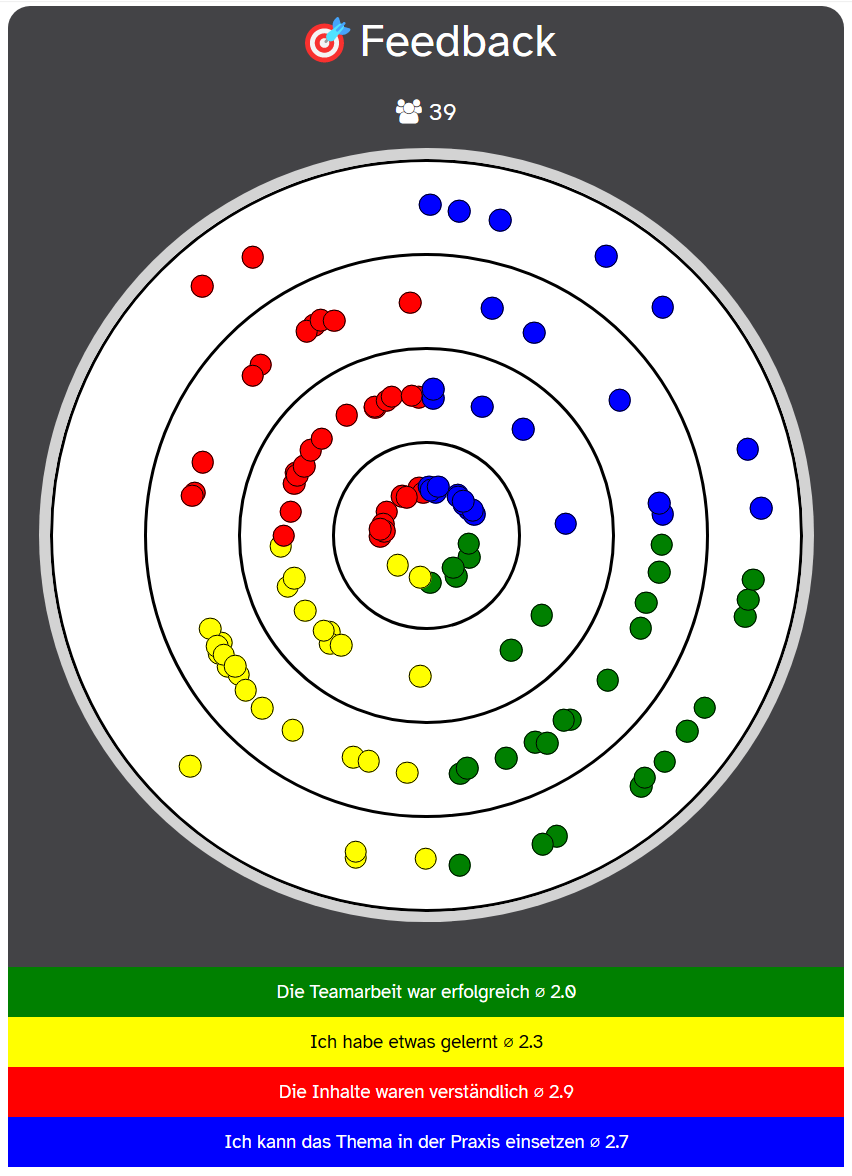 Feedback
39
Die Teamarbeit war erfolgreich ⌀ 2.0
Ich habe etwas gelernt ⌀ 2.3
Die Inhalte waren verständlich ⌀ 2.9
Ich kann das Thema in der Praxis einsetzen ⌀ 2.7